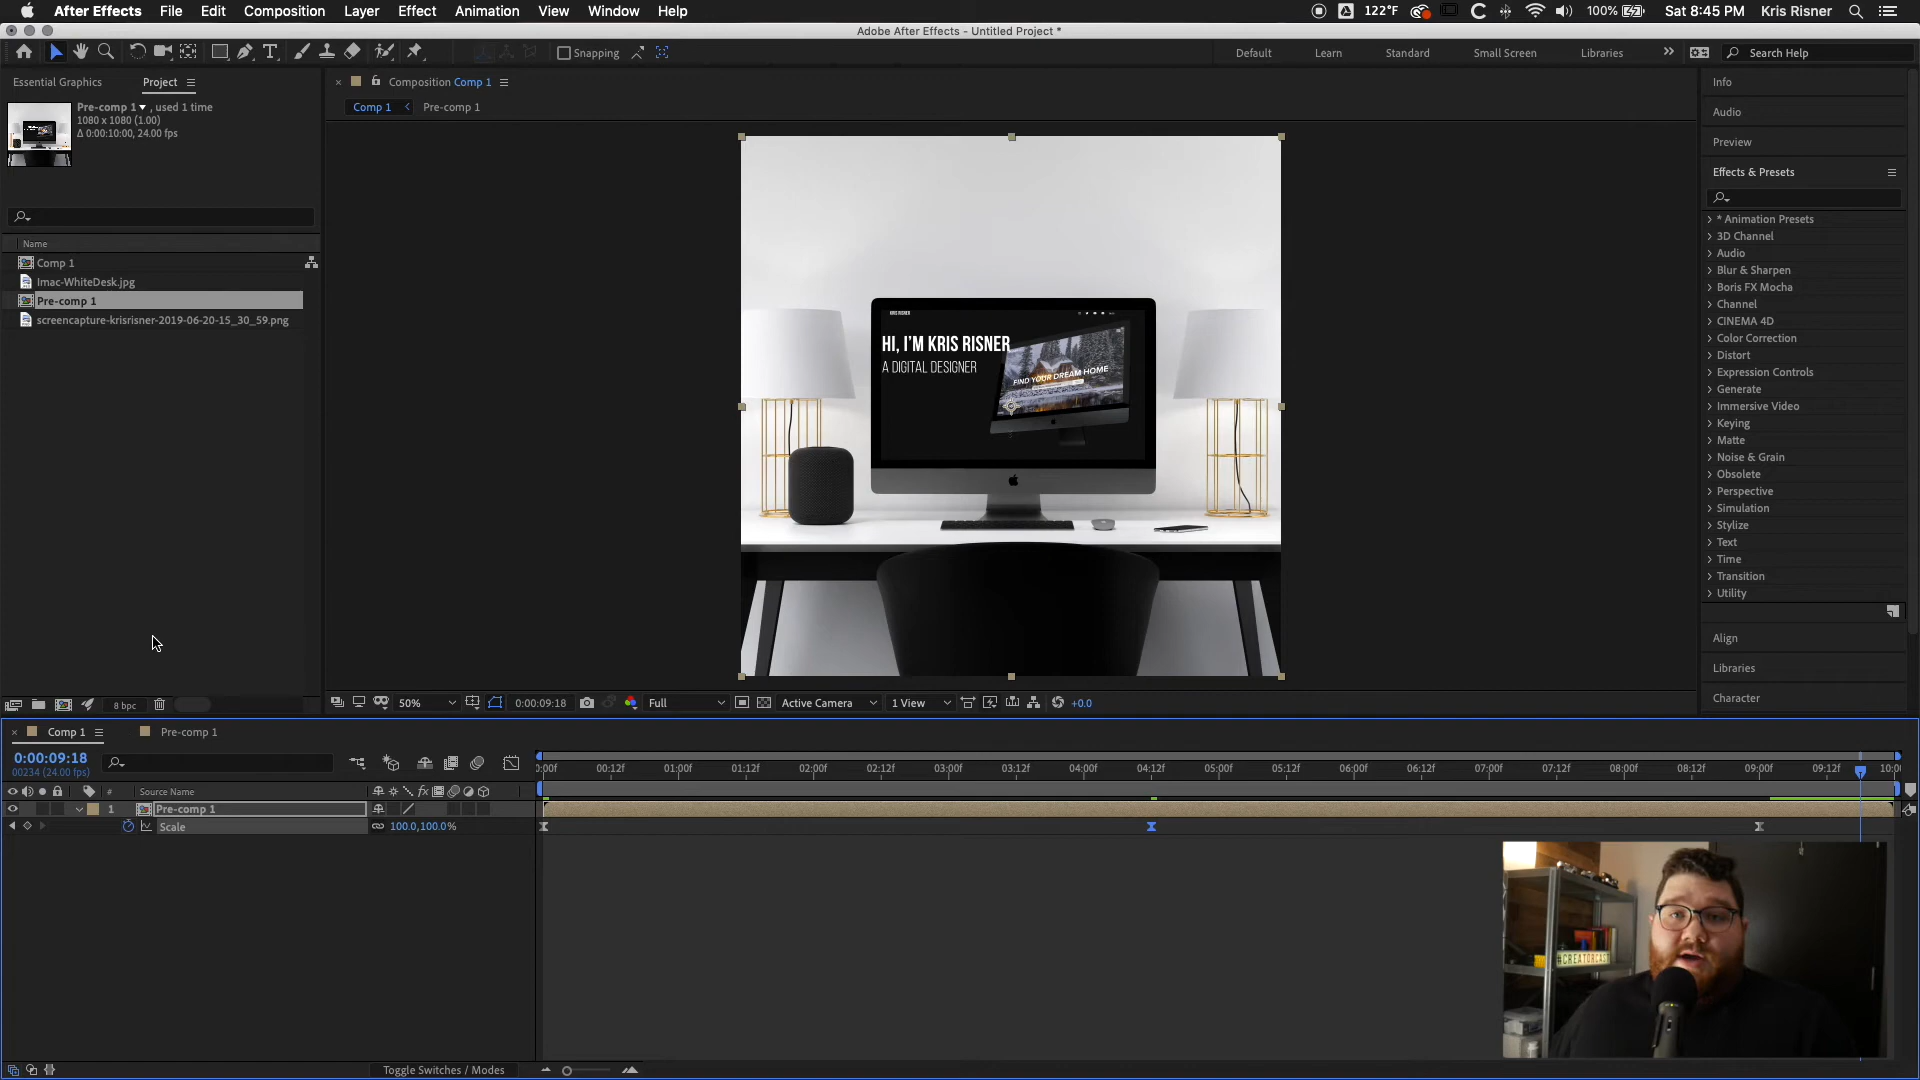 After Effects File Edit Composition Layer Effect Animation View Window Help 122°F 100% Sat 8:45 PM Kris Risner
Adobe After Effects - Untitled Project *
Snapping Default Learn Standard Small Screen Libraries Search Help
Essential Graphics Project
Composition Comp 1
Pre-comp 1 , used 1 time
1080 x 1080 (1.00)
Δ 0:00:10:00, 24.00 fps
Comp 1 Pre-comp 1
Name
Comp 1
Imac-WhiteDesk.jpg
Pre-comp 1
screencapture-krisrisner-2019-06-20-15_30_59.png
KRIS RISNER
HI, I'M KRIS RISNER
A DIGITAL DESIGNER
FIND YOUR DREAM HOME
Info
Audio
Preview
Effects & Presets
* Animation Presets
3D Channel
Audio
Blur & Sharpen
Boris FX Mocha
Channel
CINEMA 4D
Color Correction
Distort
Expression Controls
Generate
Immersive Video
Keying
Matte
Noise & Grain
Obsolete
Perspective
Simulation
Stylize
Text
Time
Transition
Utility
Align
Libraries
Character
8 bpc
50% 0:00:09:18 Full Active Camera 1 View +0.0
Comp 1 Pre-comp 1
0:00:09:18
00234 (24.00 fps)
:00f 00:12f 01:00f 01:12f 02:00f 02:12f 03:00f 03:12f 04:00f 04:12f 05:00f 05:12f 06:00f 06:12f 07:00f 07:12f 08:00f 08:12f 09:00f 09:12f 10:0
# Source Name
1 Pre-comp 1
Scale 100.0,100.0%
#CREATORCAST
Toggle Switches / Modes